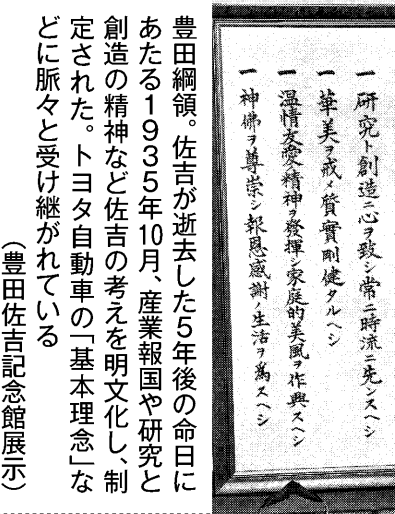 一 研究ト創造ニ心ヲ致シ常ニ時流ニ先ンスヘシ
一 華美ヲ戒メ質實剛健タルヘシ
一 温情友愛ノ精神ヲ發揮シ家庭的美風ヲ作興スヘシ
一 神佛ヲ尊崇シ報恩感謝ノ生活ヲ為スヘシ
豊田綱領。佐吉が逝去した5年後の命日に
あたる1935年10月、産業報国や研究と
創造の精神など佐吉の考えを明文化し、制
定された。トヨタ自動車の「基本理念」な
どに脈々と受け継がれている
（豊田佐吉記念館展示）